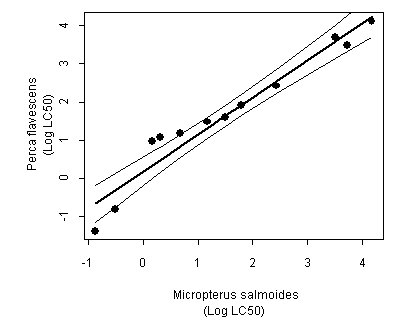 Perca flavescens
(Log LC50)
4
3
2
1
0
-1
-1 0 1 2 3 4
Micropterus salmoides
(Log LC50)